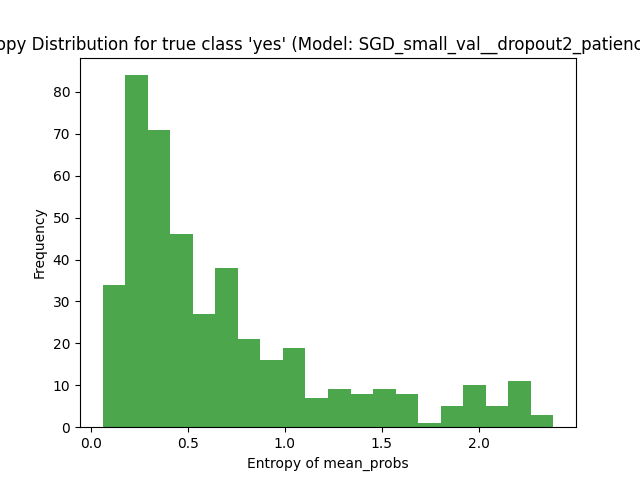 opy Distribution for true class 'yes' (Model: SGD_small_val__dropout2_patienc
80
70
60
50
40
30
20
10
0
Frequency
0.0 0.5 1.0 1.5 2.0
Entropy of mean_probs